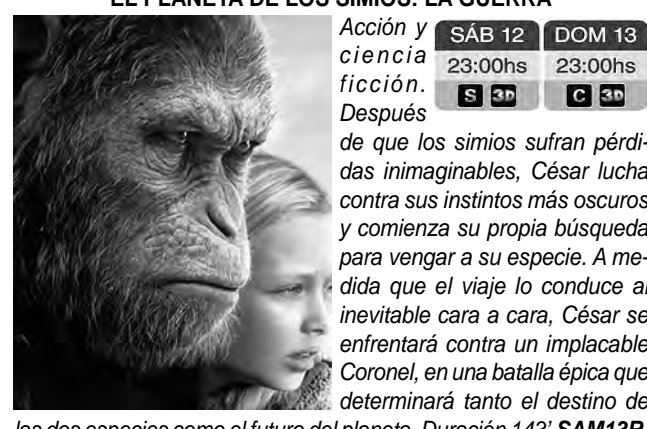 EL PLANETA DE LOS SIMIOS: LA GUERRA
Acción y
ciencia
ficción.
Después
SÁB 12 DOM 13
23:00hs 23:00hs
S 3D C 3D
de que los simios sufran pérdi-
das inimaginables, César lucha
contra sus instintos más oscuros
y comienza su propia búsqueda
para vengar a su especie. A me-
dida que el viaje lo conduce al
inevitable cara a cara, César se
enfrentará contra un implacable
Coronel, en una batalla épica que
determinará tanto el destino de
las dos especies como el futuro del planeta. Duración 142’ SAM13R